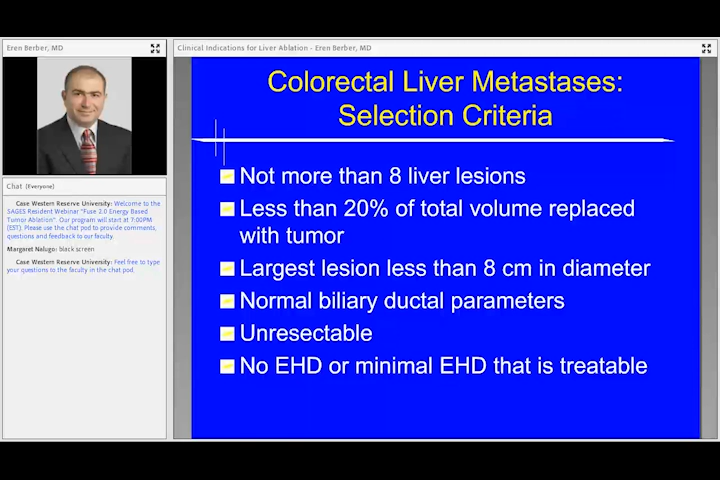 Eren Berber, MD
Clinical Indications for Liver Ablation - Eren Berber, MD
Chat (Everyone)
Case Western Reserve University: Welcome to the
SAGES Resident Webinar "Fuse 2.0 Energy Based
Tumor Ablation". Our program will start at 7:00PM
(EST). Please use the chat pod to provide comments,
questions and feedback to our faculty.
Margaret Nalugo: black screen
Case Western Reserve University: Feel free to type
your questions to the faculty in the chat pod.
Colorectal Liver Metastases:
Selection Criteria
Not more than 8 liver lesions
Less than 20% of total volume replaced
with tumor
Largest lesion less than 8 cm in diameter
Normal biliary ductal parameters
Unresectable
No EHD or minimal EHD that is treatable